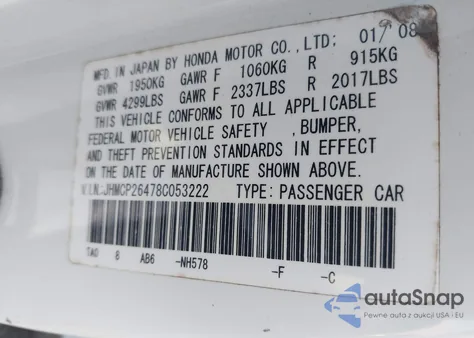 MFD. IN JAPAN BY HONDA MOTOR CO., LTD: 01/08
GVWR 1950KG GAWR F 1060KG R 915KG
GVWR 4299LBS GAWR F 2337LBS R 2017LBS
THIS VEHICLE CONFORMS TO ALL APPLICABLE
FEDERAL MOTOR VEHICLE SAFETY , BUMPER,
AND THEFT PREVENTION STANDARDS IN EFFECT
ON THE DATE OF MANUFACTURE SHOWN ABOVE.
V.I.N.: JHMCP26478C053222 TYPE: PASSENGER CAR
TA0 8 AB6 -NH578 -F -C
autoSnap
Pewne auta z aukcji USA i EU